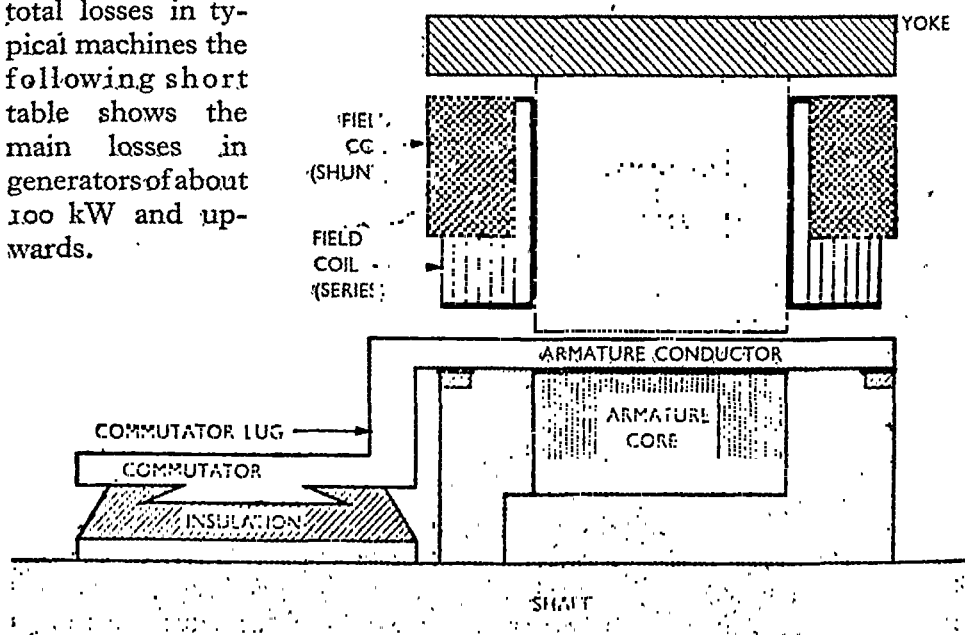 total losses in ty-
pical machines the
following short
table shows the
main losses in
generators of about
100 kW and up-
wards.
YOKE
(SHUN
FIELD
COIL
(SERIES
ARMATURE CONDUCTOR
ARMATURE
CORE
COMMUTATOR LUG
COMMUTATOR
INSULATION
SHAFT